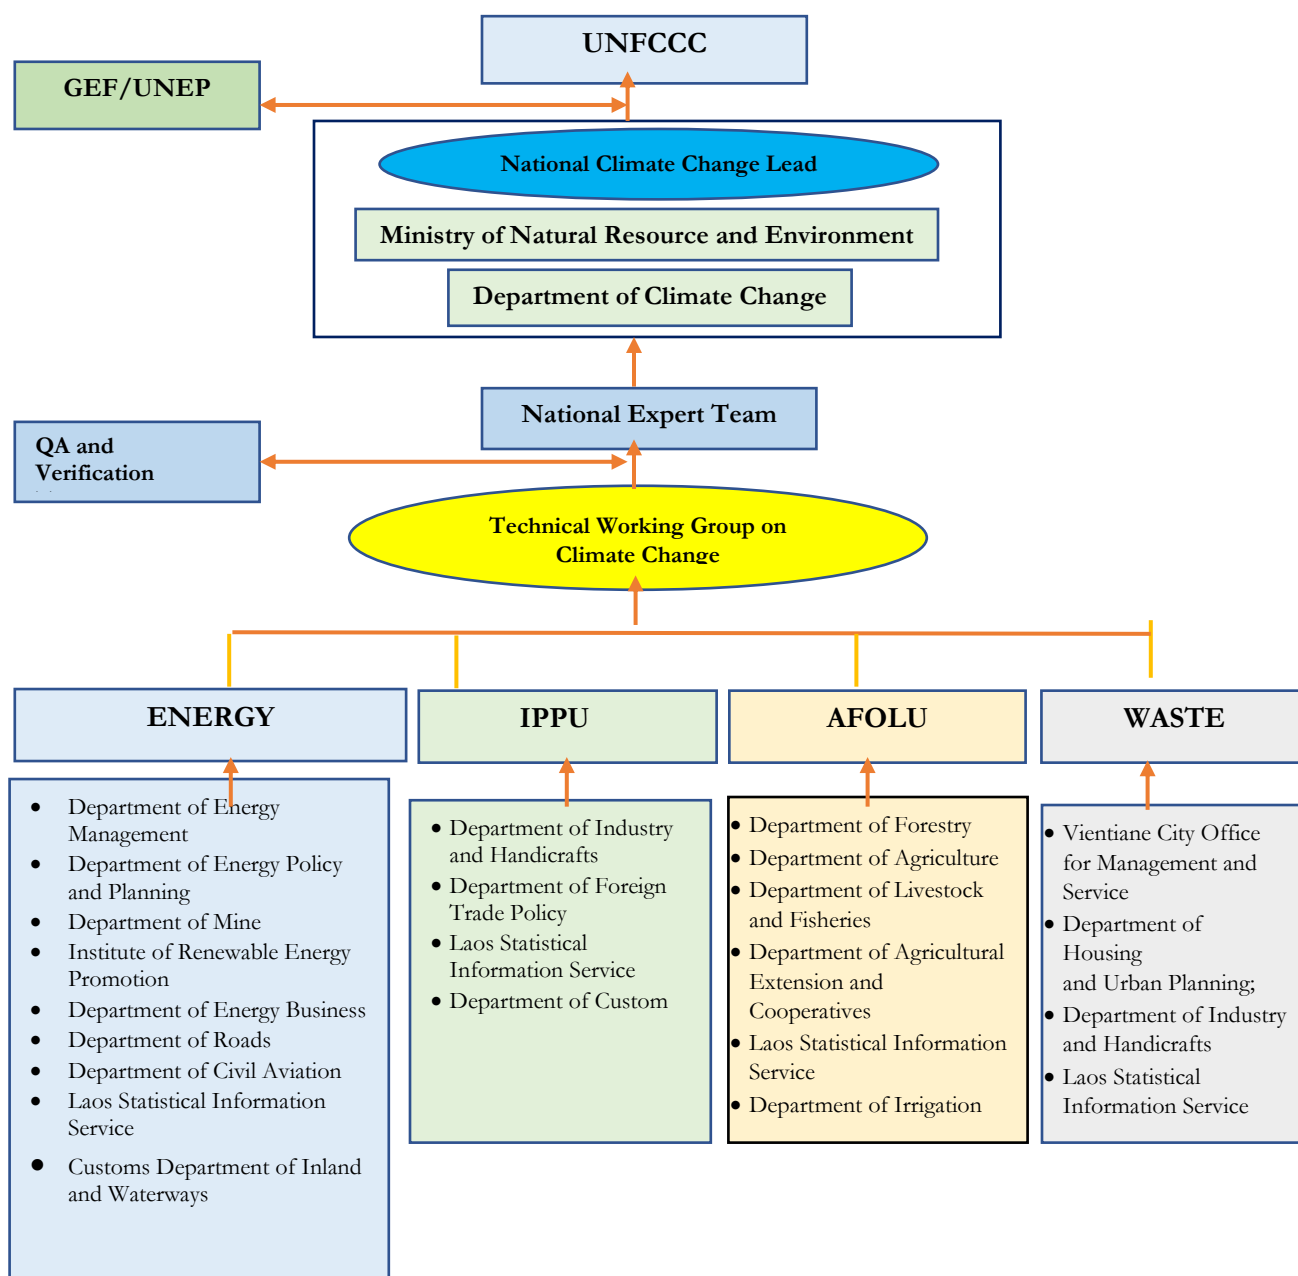 UNFCCC
GEF/UNEP
National Climate Change Lead
Ministry of Natural Resource and Environment
Department of Climate Change
National Expert Team
QA and
Verification
Technical Working Group on
Climate Change
ENERGY
IPPU
AFOLU
WASTE
• Department of Energy
Management
• Department of Energy Policy
and Planning
• Department of Mine
• Institute of Renewable Energy
Promotion
• Department of Energy Business
• Department of Roads
• Department of Civil Aviation
• Laos Statistical Information
Service
• Customs Department of Inland
and Waterways
• Department of Industry
and Handicrafts
• Department of Foreign
Trade Policy
• Laos Statistical
Information Service
• Department of Custom
• Department of Forestry
• Department of Agriculture
• Department of Livestock
and Fisheries
• Department of Agricultural
Extension and
Cooperatives
• Laos Statistical Information
Service
• Department of Irrigation
• Vientiane City Office
for Management and
Service
• Department of
Housing
and Urban Planning;
• Department of Industry
and Handicrafts
• Laos Statistical
Information Service